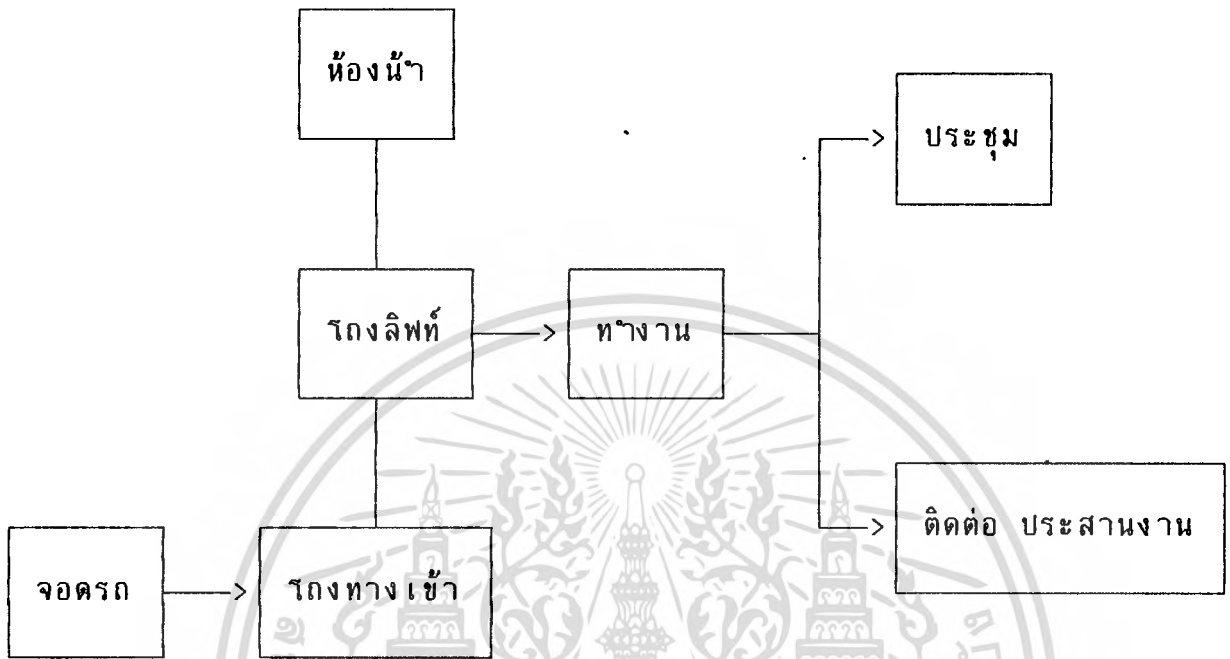 ห้องน้ำ
ประชุม
โถงลิฟท์
ทำงาน
ติดต่อ ประสานงาน
จอดรถ
โถงทางเข้า